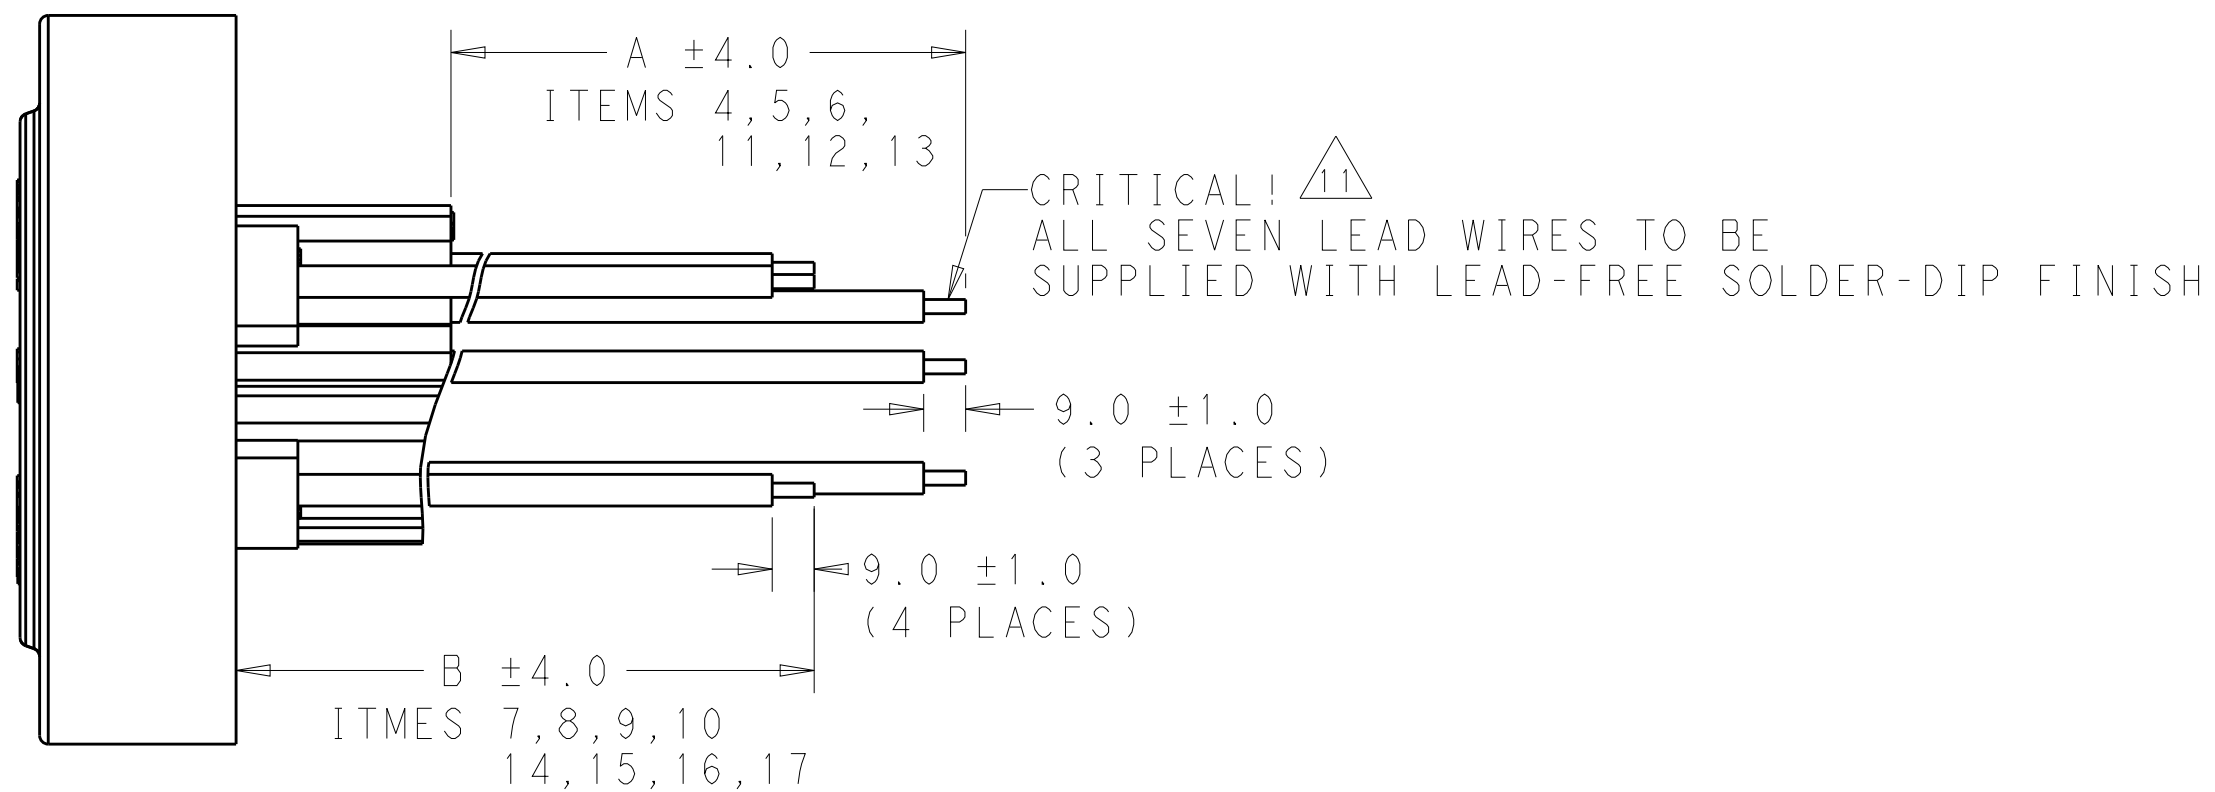 A ±4.0
ITEMS 4,5,6,
11,12,13
CRITICAL! 11
ALL SEVEN LEAD WIRES TO BE
SUPPLIED WITH LEAD-FREE SOLDER-DIP FINISH
9.0 ±1.0
(3 PLACES)
9.0 ±1.0
(4 PLACES)
B ±4.0
ITMES 7,8,9,10
14,15,16,17